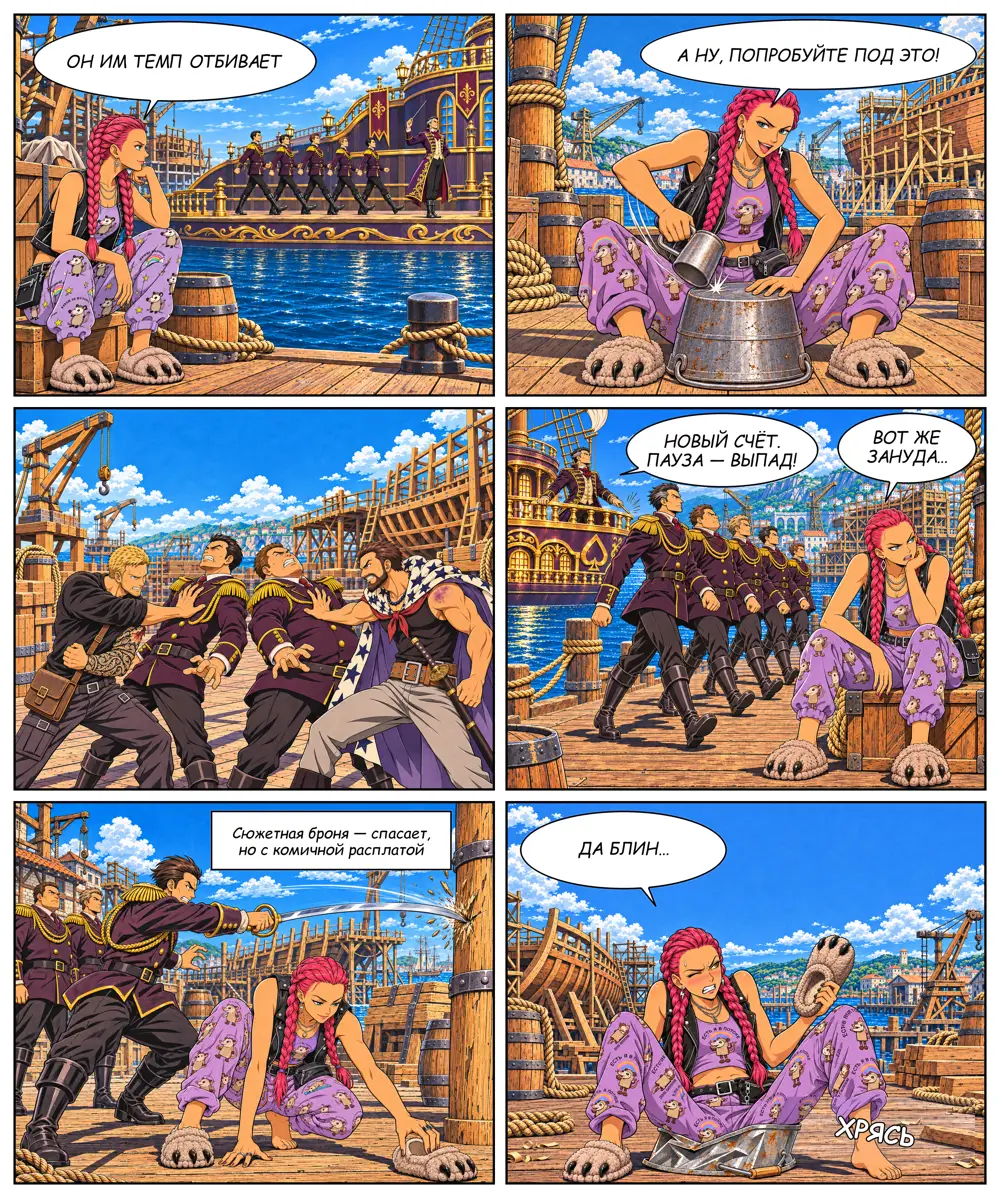 ОН ИМ ТЕМП ОТБИВАЕТ
А НУ, ПОПРОБУЙТЕ ПОД ЭТО!
НОВЫЙ СЧЁТ.
ПАУЗА — ВЫПАД!
ВОТ ЖЕ
ЗАНУДА...
Сюжетная броня — спасает,
но с комичной расплатой
ДА БЛИН...
ХРЯСЬ